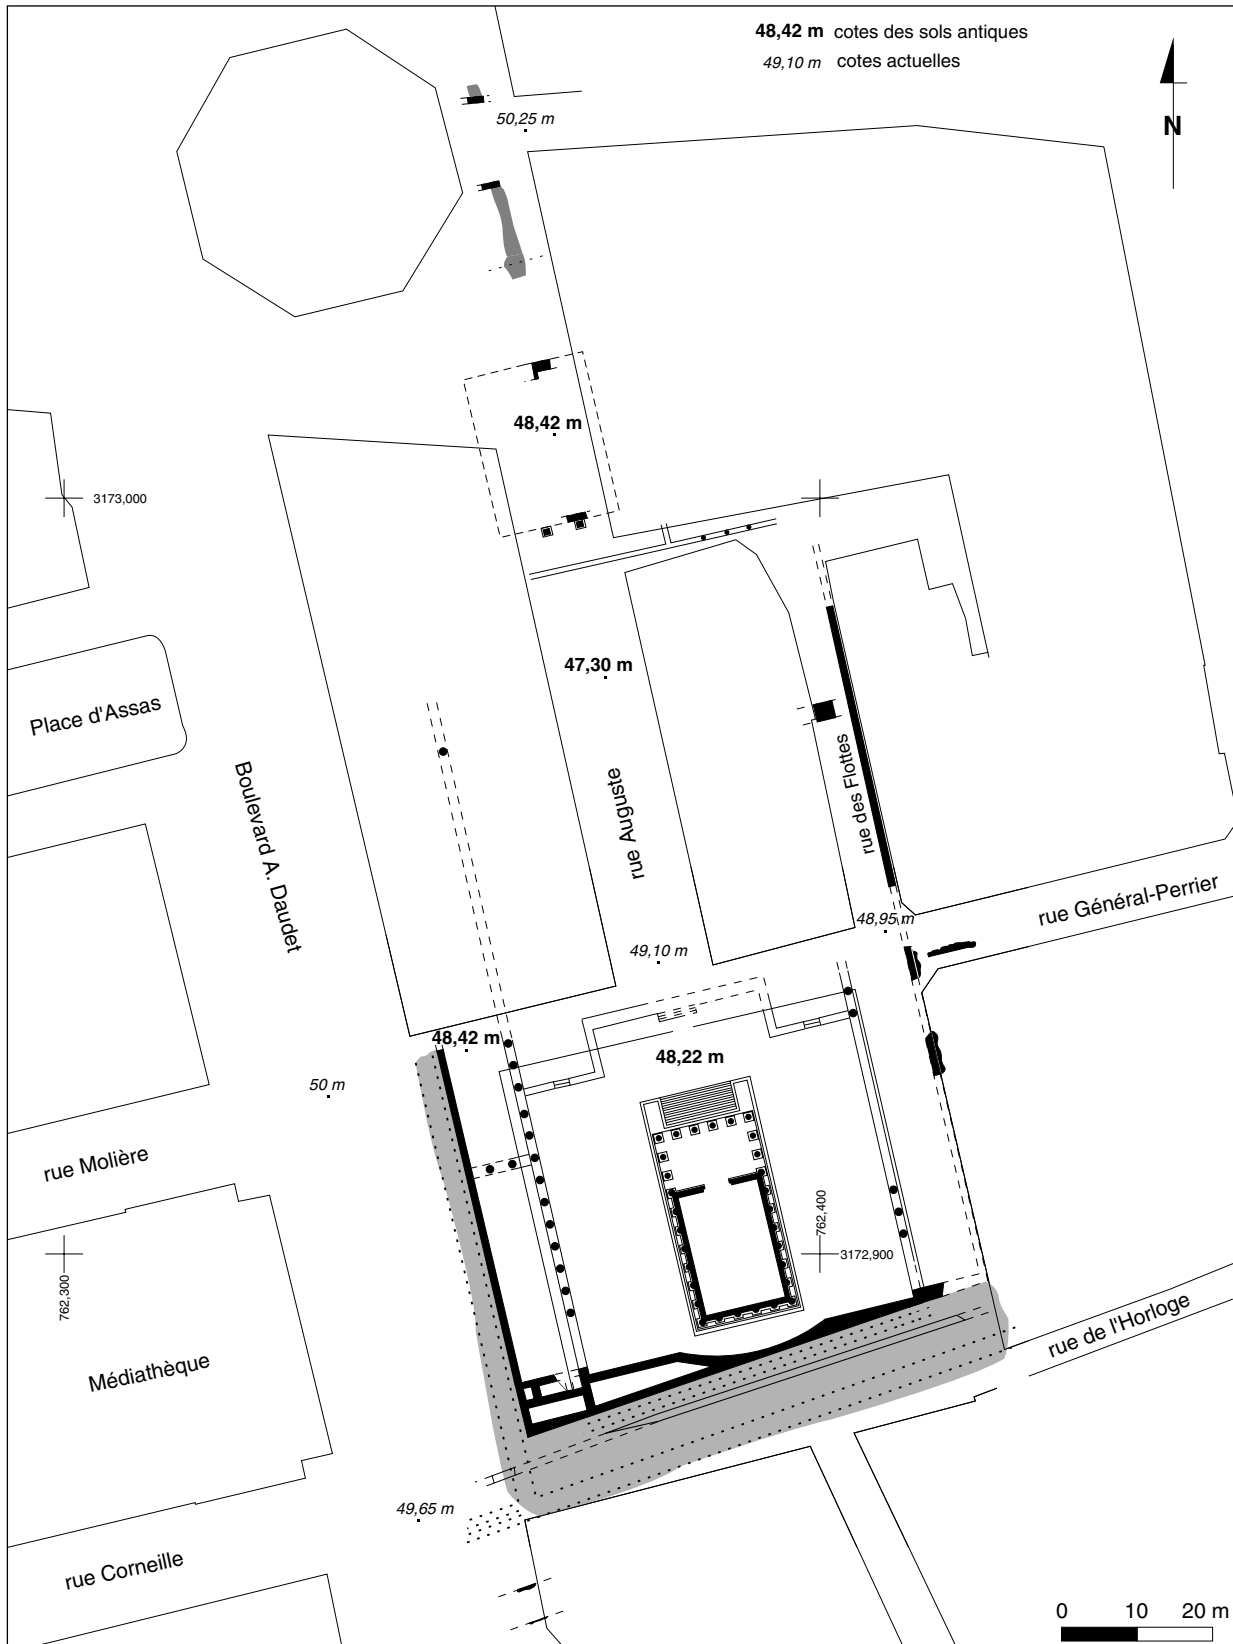 48,42 m cotes des sols antiques
49,10 m cotes actuelles
N
50,25 m
48,42 m
3173,000
47,30 m
Place d'Assas
Boulevard A. Daudet
rue Auguste
rue des Flottes
rue Général-Perrier
48,95 m
49,10 m
48,42 m
48,22 m
50 m
rue Molière
762,400
3172,900
762,300
rue de l'Horloge
Médiathèque
49,65 m
rue Corneille
0 10 20 m